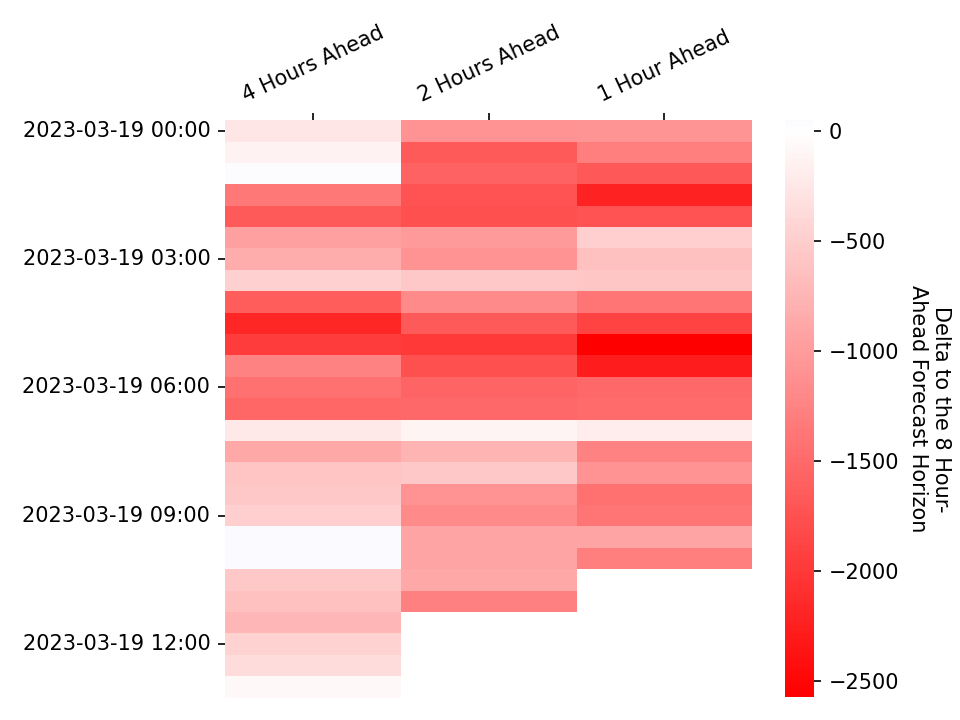 4 Hours Ahead
2 Hours Ahead
1 Hour Ahead
2023-03-19 00:00
2023-03-19 03:00
2023-03-19 06:00
2023-03-19 09:00
2023-03-19 12:00
0
−500
−1000
−1500
−2000
−2500
Delta to the 8 Hour-
Ahead Forecast Horizon